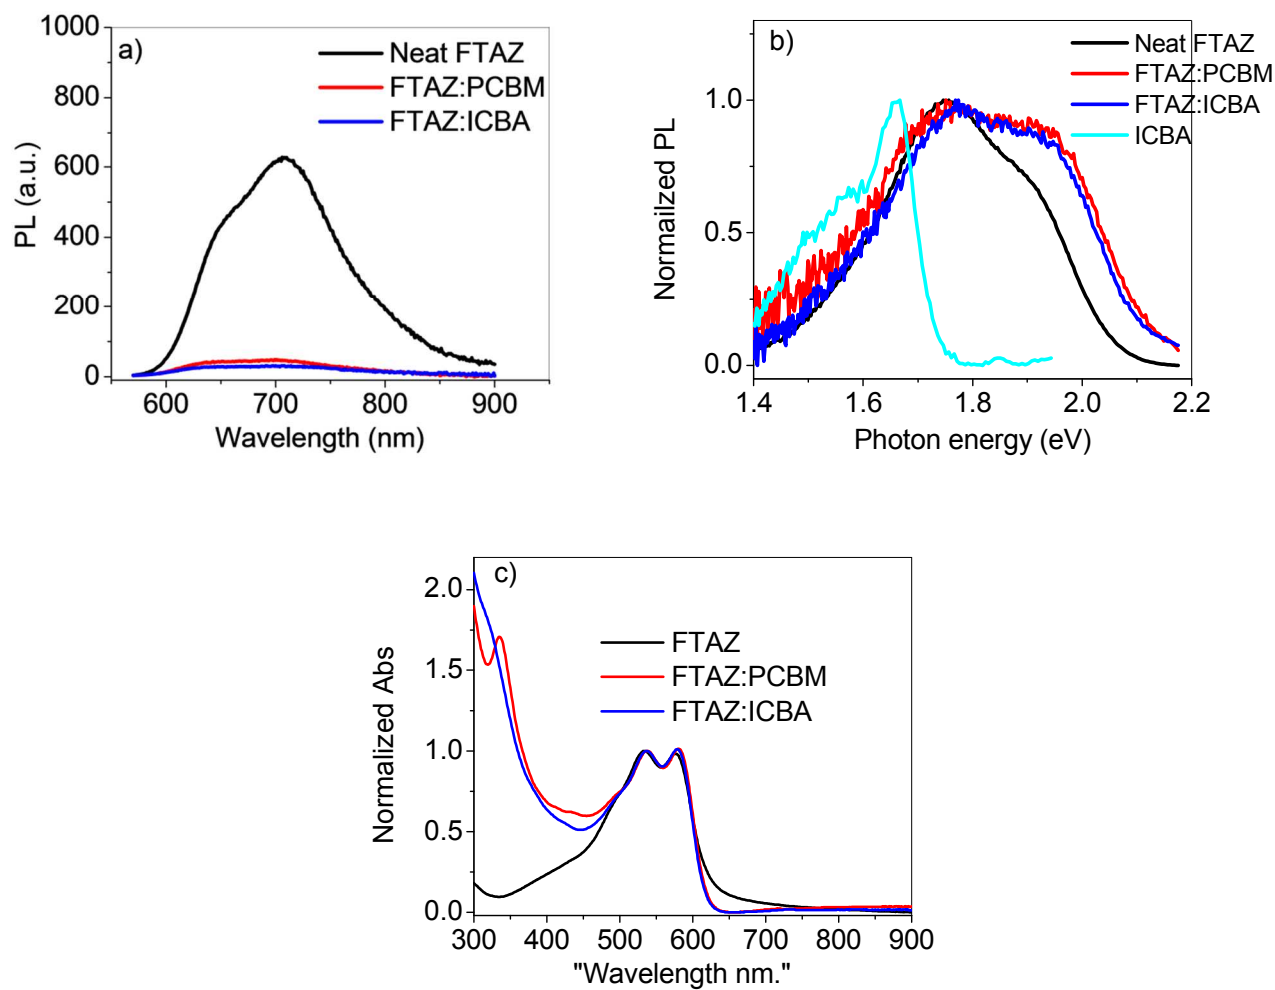 a)
Neat FTAZ
FTAZ:PCBM
FTAZ:ICBA
PL (a.u.)
1000
800
600
400
200
0
600 700 800 900
Wavelength (nm)
b)
Neat FTAZ
FTAZ:PCBM
FTAZ:ICBA
ICBA
Normailzed PL
1.0
0.5
0.0
1.4 1.6 1.8 2.0 2.2
Photon energy (eV)
c)
FTAZ
FTAZ:PCBM
FTAZ:ICBA
Normalized Abs
2.0
1.5
1.0
0.5
0.0
300 400 500 600 700 800 900
"Wavelength nm."